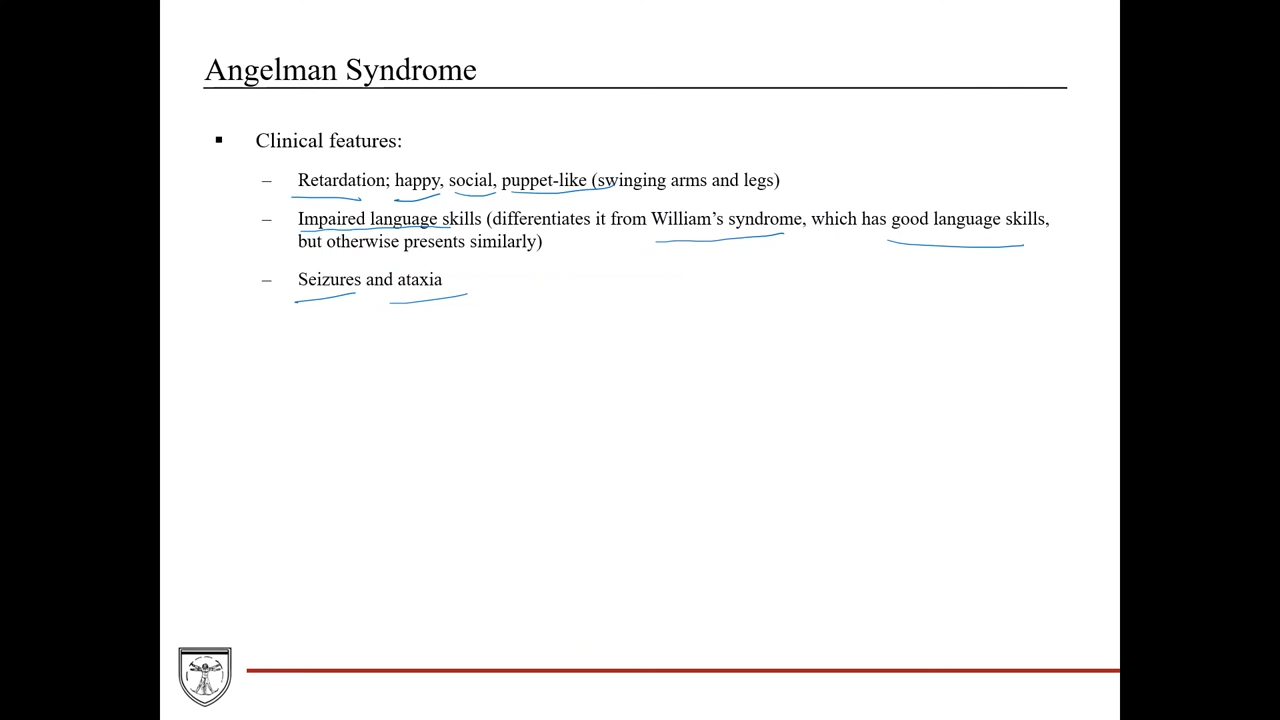 Angelman Syndrome
▪ Clinical features:
– Retardation; happy, social, puppet-like (swinging arms and legs)
– Impaired language skills (differentiates it from William’s syndrome, which has good language skills,
but otherwise presents similarly)
– Seizures and ataxia